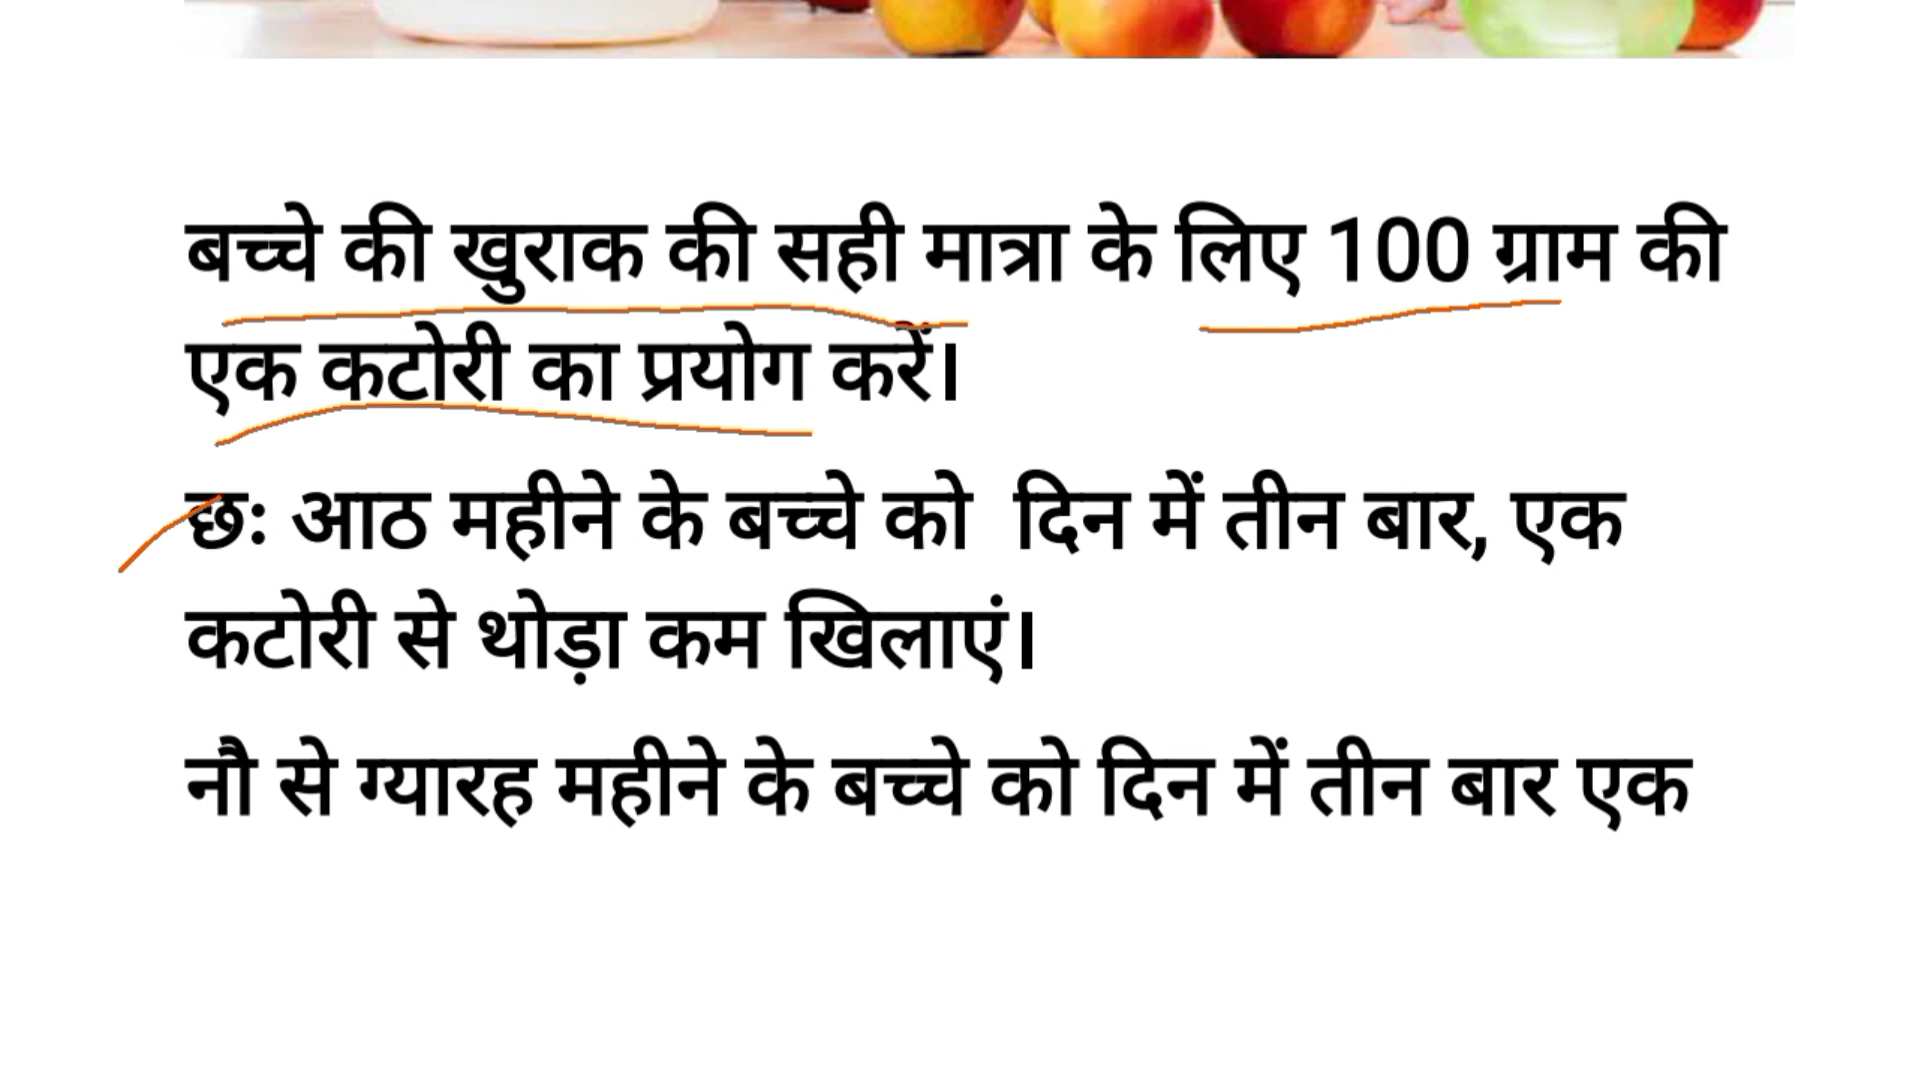 बच्चे की खुराक की सही मात्रा के लिए 100 ग्राम की
एक कटोरी का प्रयोग करें।
छः आठ महीने के बच्चे को  दिन में तीन बार, एक
कटोरी से थोड़ा कम खिलाएं।
नौ से ग्यारह महीने के बच्चे को दिन में तीन बार एक